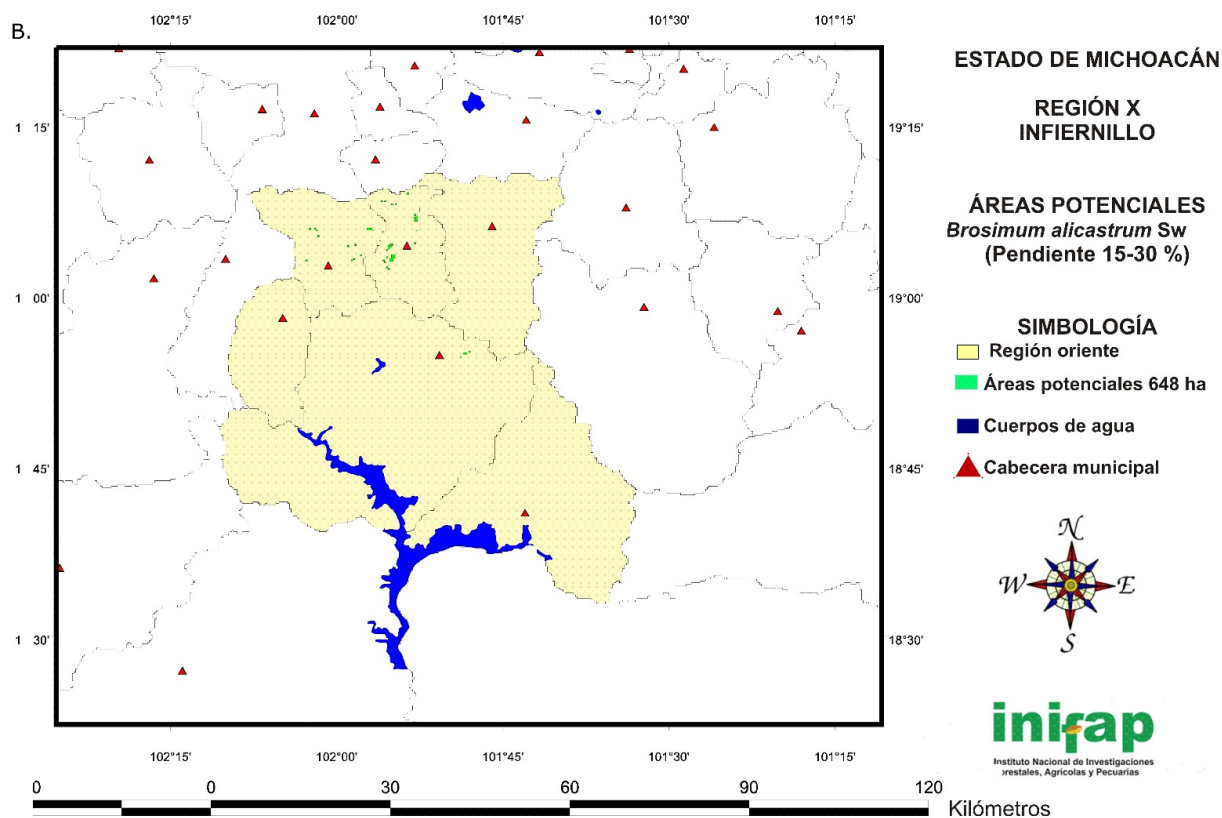 B.
102°15' 102°00' 101°45' 101°30' 101°15'
1 15' 19°15'
1 00' 19°00'
1 45' 18°45'
1 30' 18°30'
102°15' 102°00' 101°45' 101°30' 101°15'
0 0 30 60 90 120 Kilómetros
ESTADO DE MICHOACÁN
REGIÓN X
INFIERNILLO
ÁREAS POTENCIALES
Brosimum alicastrum Sw
(Pendiente 15-30 %)
SIMBOLOGÍA
Región oriente
Áreas potenciales 648 ha
Cuerpos de agua
Cabecera municipal
N
W E
S
inifap
Instituto Nacional de Investigaciones
orestales, Agrícolas y Pecuarias